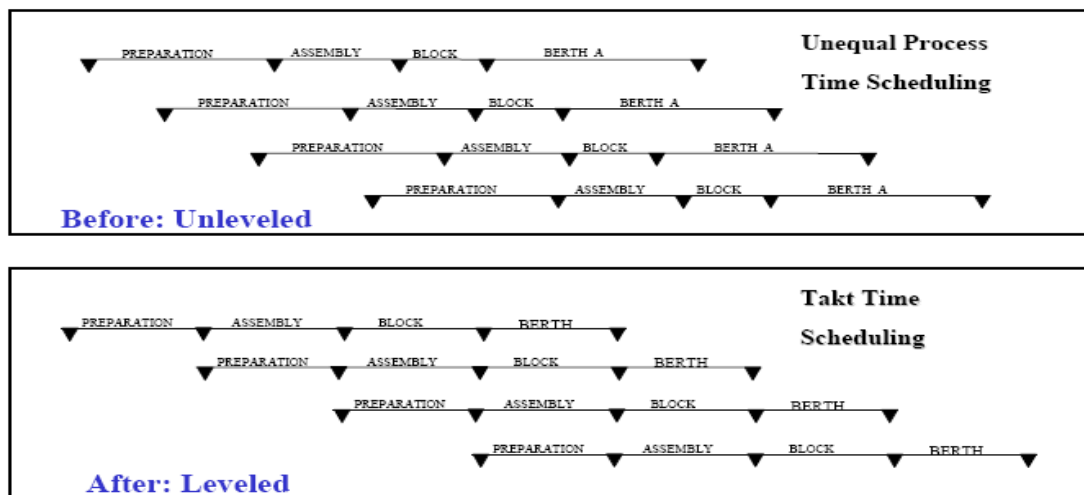 PREPARATION ASSEMBLY BLOCK BERTH A
Unequal Process
Time Scheduling
PREPARATION ASSEMBLY BLOCK BERTH A
PREPARATION ASSEMBLY BLOCK BERTH A
PREPARATION ASSEMBLY BLOCK BERTH A
Before: Unleveled
PREPARATION ASSEMBLY BLOCK BERTH
Takt Time
Scheduling
PREPARATION ASSEMBLY BLOCK BERTH
PREPARATION ASSEMBLY BLOCK BERTH
PREPARATION ASSEMBLY BLOCK BERTH
After: Leveled